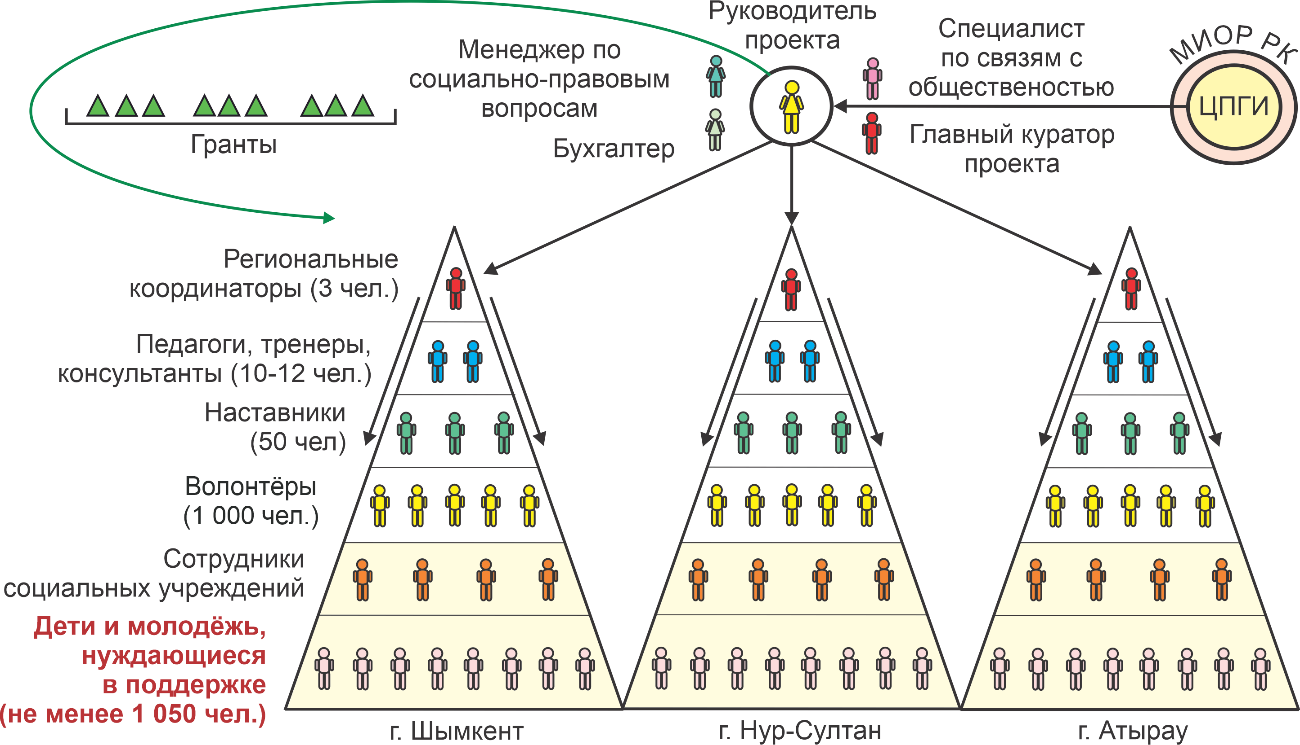 Руководитель
проекта
Менеджер по
социально-правовым
вопросам
Бухгалтер
Специалист
по связям с
общественостью
Главный куратор
проекта
МИОР РК
ЦПГИ
Гранты
Региональные
координаторы (3 чел.)
Педагоги, тренеры,
консультанты (10-12 чел.)
Наставники
(50 чел)
Волонтёры
(1 000 чел.)
Сотрудники
социальных учреждений
Дети и молодёжь,
нуждающиеся
в поддержке
(не менее 1 050 чел.)
г. Шымкент
г. Нур-Султан
г. Атырау